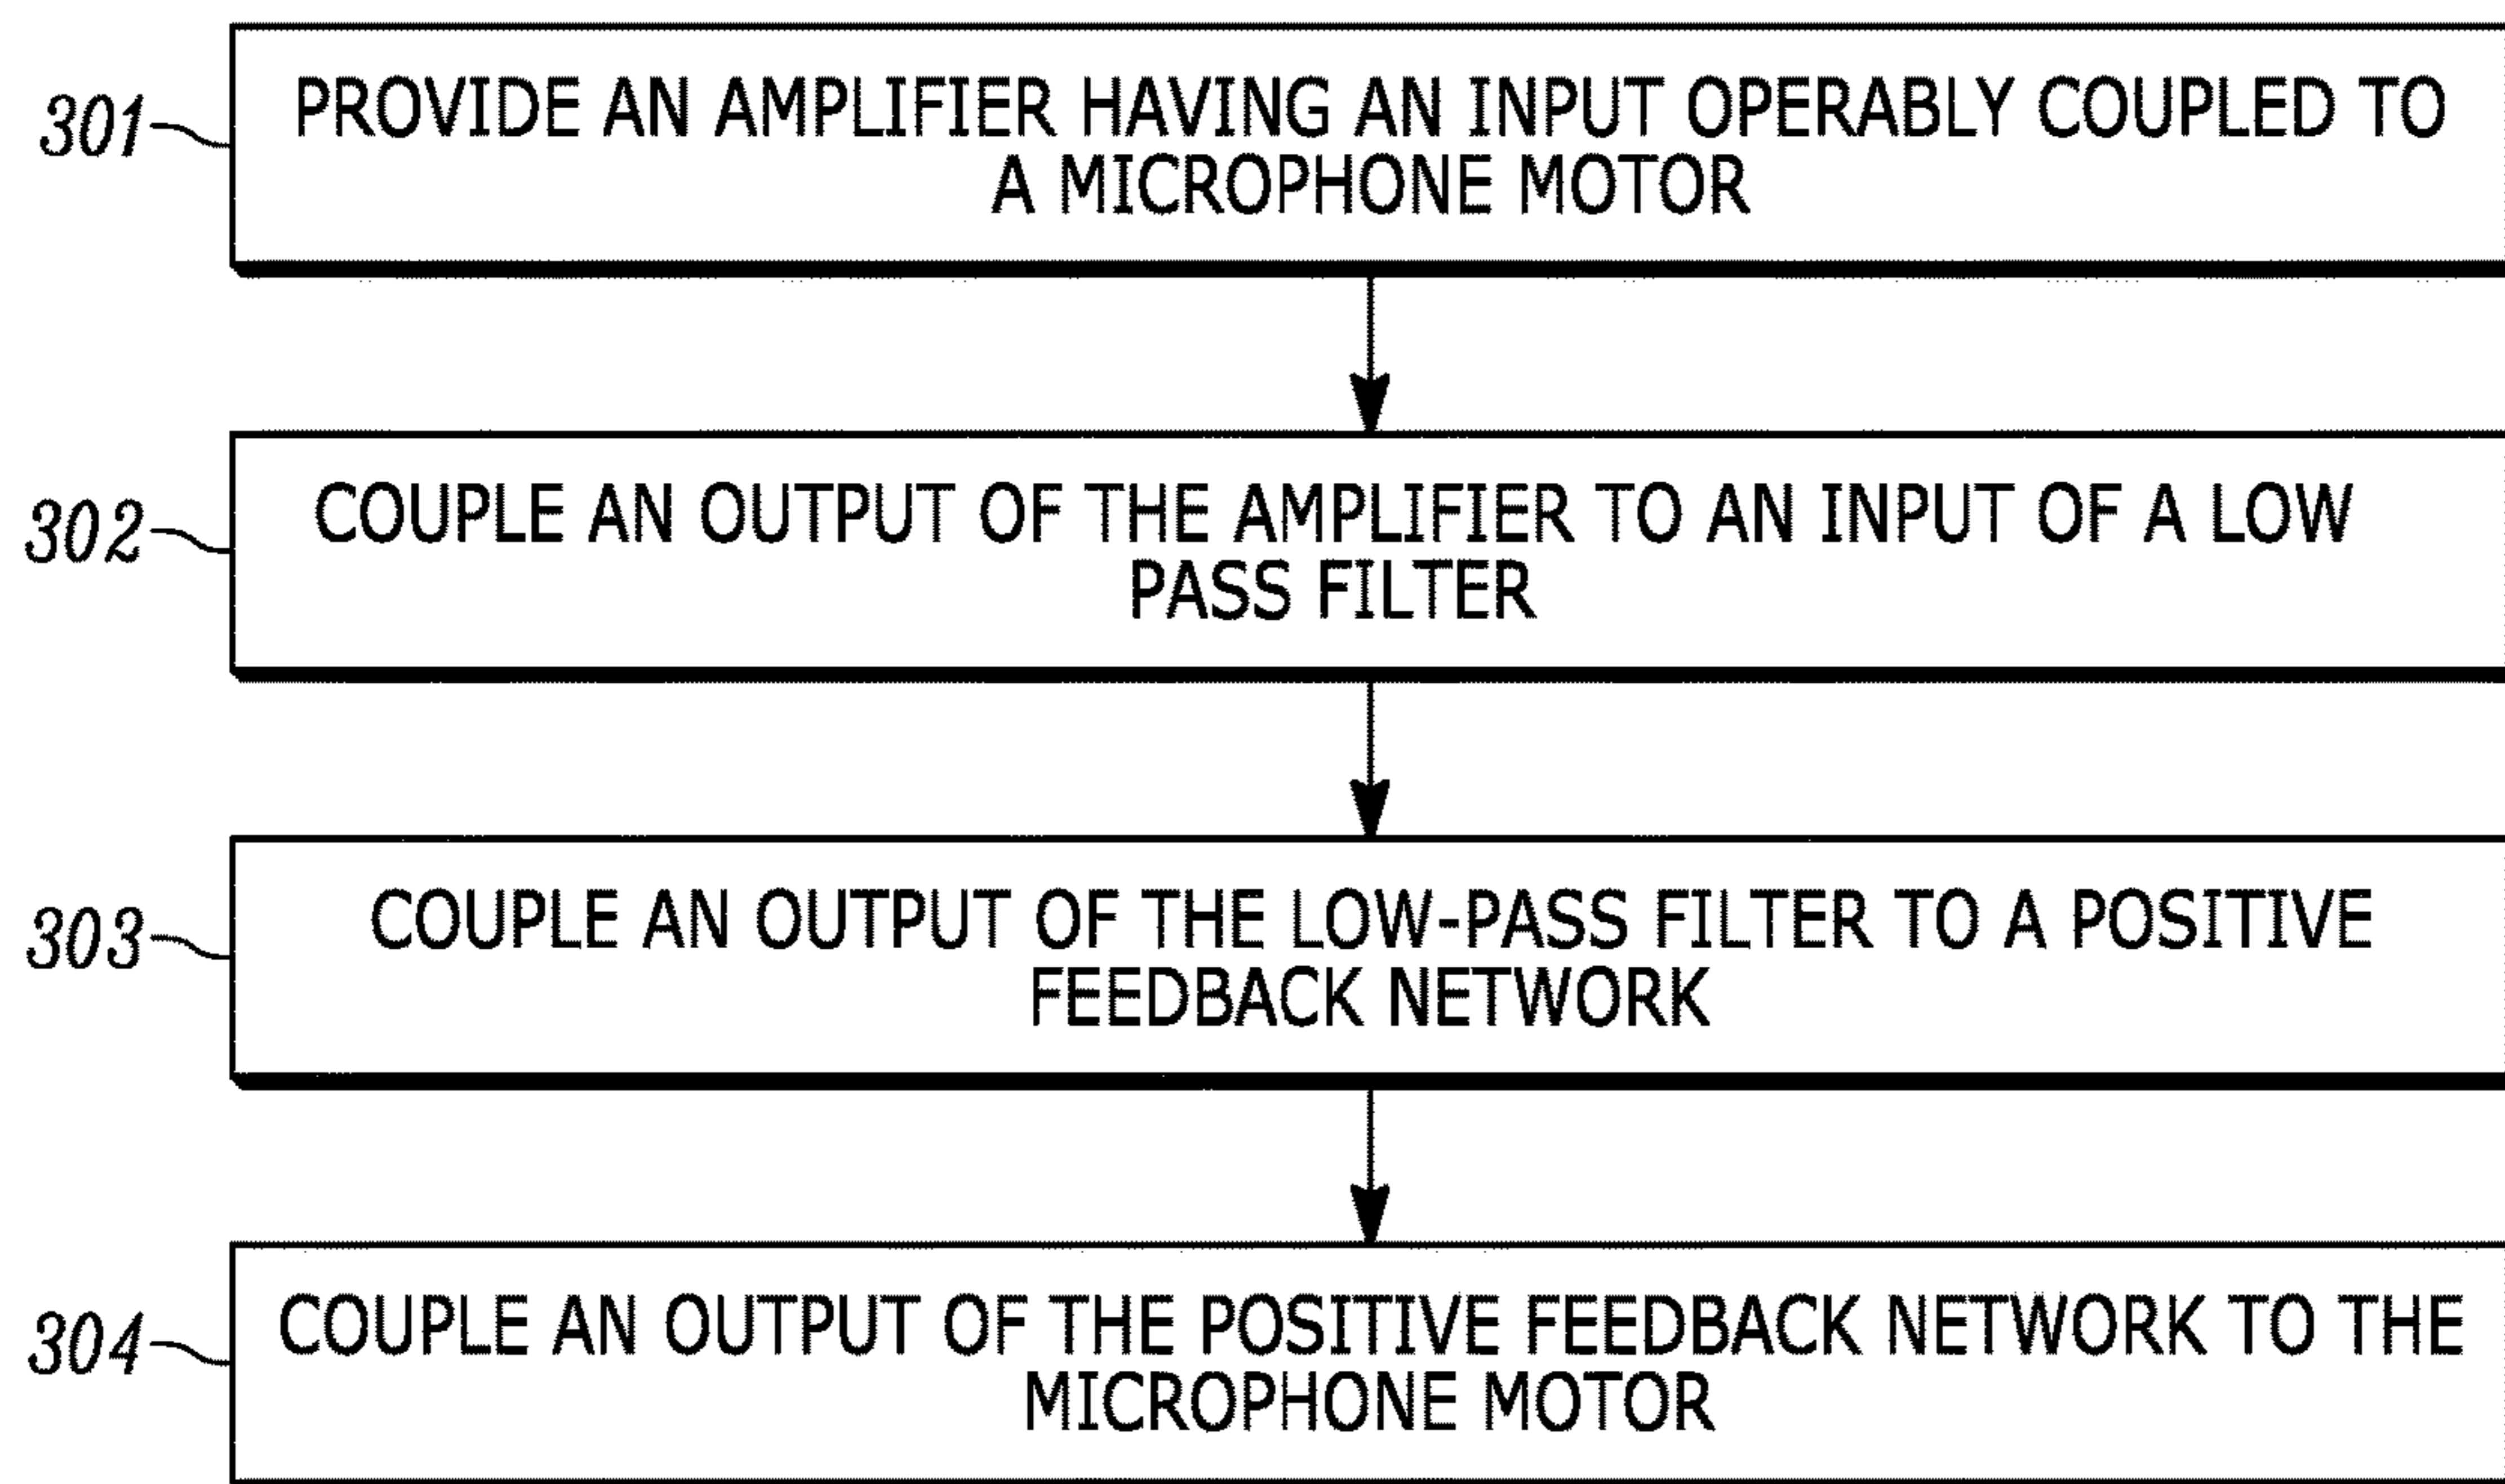 301
PROVIDE AN AMPLIFIER HAVING AN INPUT OPERABLY COUPLED TO
A MICROPHONE MOTOR
302
COUPLE AN OUTPUT OF THE AMPLIFIER TO AN INPUT OF A LOW
PASS FILTER
303
COUPLE AN OUTPUT OF THE LOW-PASS FILTER TO A POSITIVE
FEEDBACK NETWORK
304
COUPLE AN OUTPUT OF THE POSITIVE FEEDBACK NETWORK TO THE
MICROPHONE MOTOR